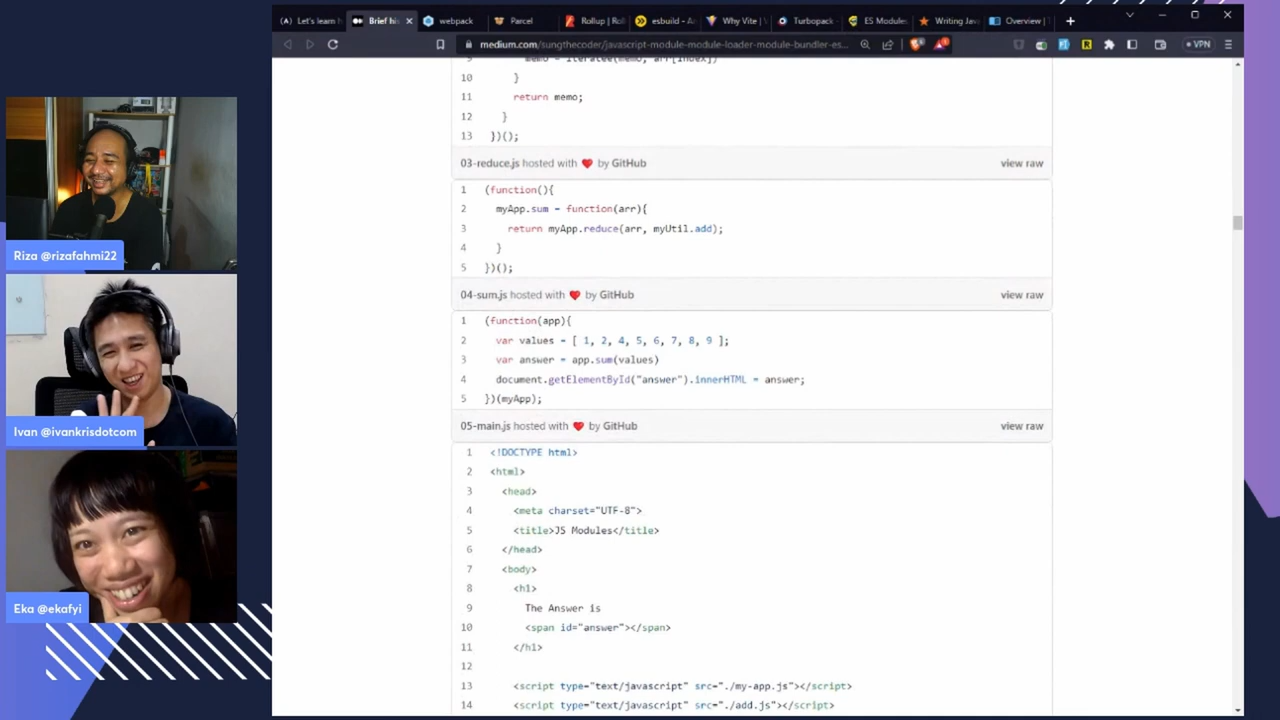 (A) Let's learn h
Brief hi
webpack
Parcel
Rollup | Rol
esbuild - A
Why Vite |
Turbopack
ES Modules
Writing Jav
Overview |
medium.com/sungthecoder/javascript-module-module-loader-module-bundler-es...
VPN
10 }
11 return memo;
12 }
13 })();
03-reduce.js hosted with ❤ by GitHub view raw
1 (function(){
2 myApp.sum = function(arr){
3 return myApp.reduce(arr, myUtil.add);
4 }
5 })();
04-sum.js hosted with ❤ by GitHub view raw
1 (function(app){
2 var values = [ 1, 2, 4, 5, 6, 7, 8, 9 ];
3 var answer = app.sum(values)
4 document.getElementById("answer").innerHTML = answer;
5 })(myApp);
05-main.js hosted with ❤ by GitHub view raw
1 <!DOCTYPE html>
2 <html>
3 <head>
4 <meta charset="UTF-8">
5 <title>JS Modules</title>
6 </head>
7 <body>
8 <h1>
9 The Answer is
10 <span id="answer"></span>
11 </h1>
12
13 <script type="text/javascript" src="./my-app.js"></script>
14 <script type="text/javascript" src="./add.js"></script>
Riza @rizafahmi22
Ivan @ivankrisdotcom
Eka @ekafyi